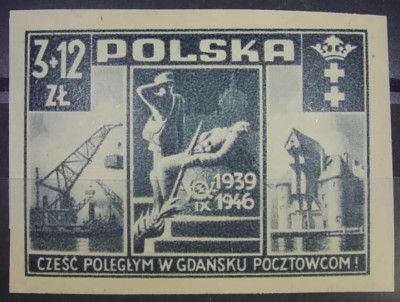 3+12
ZŁ
POLSKA
1939
IX 1946
CZEŚĆ POLEGŁYM W GDAŃSKU POCZTOWCOM!